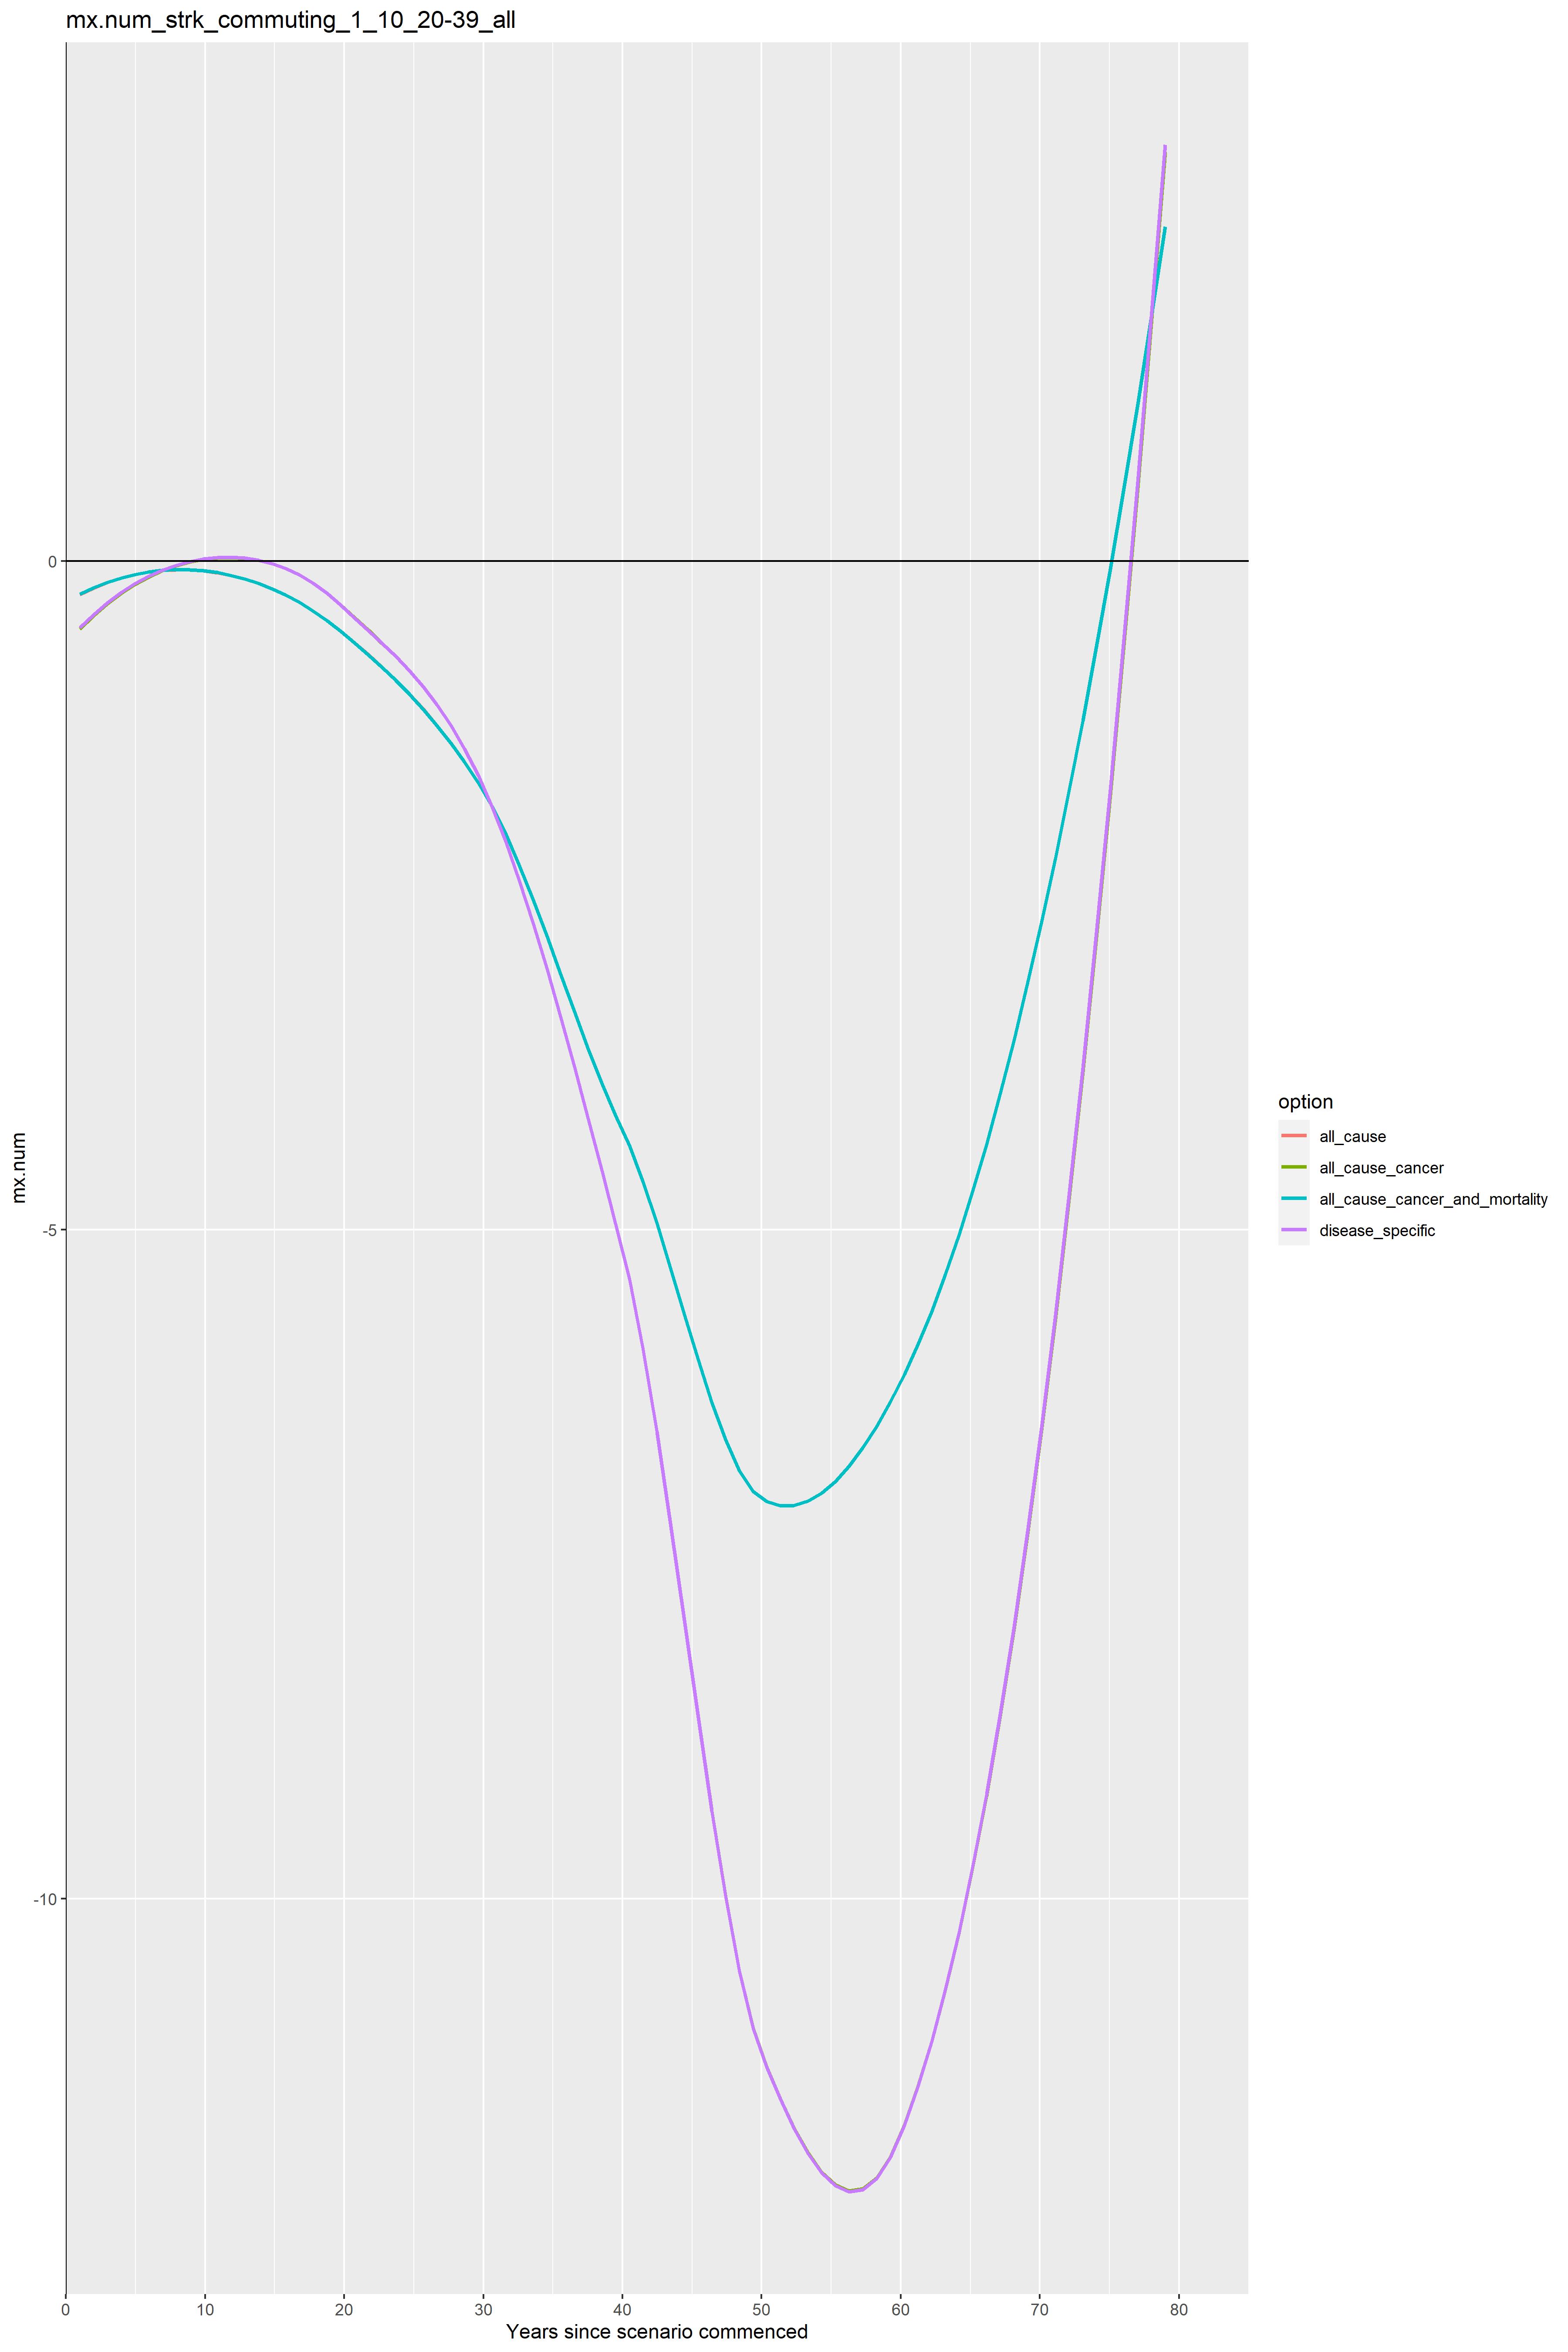 mx.num_strk_commuting_1_10_20-39_all
mx.num
0
-5
-10
0 10 20 30 40 50 60 70 80
Years since scenario commenced
option
all_cause
all_cause_cancer
all_cause_cancer_and_mortality
disease_specific